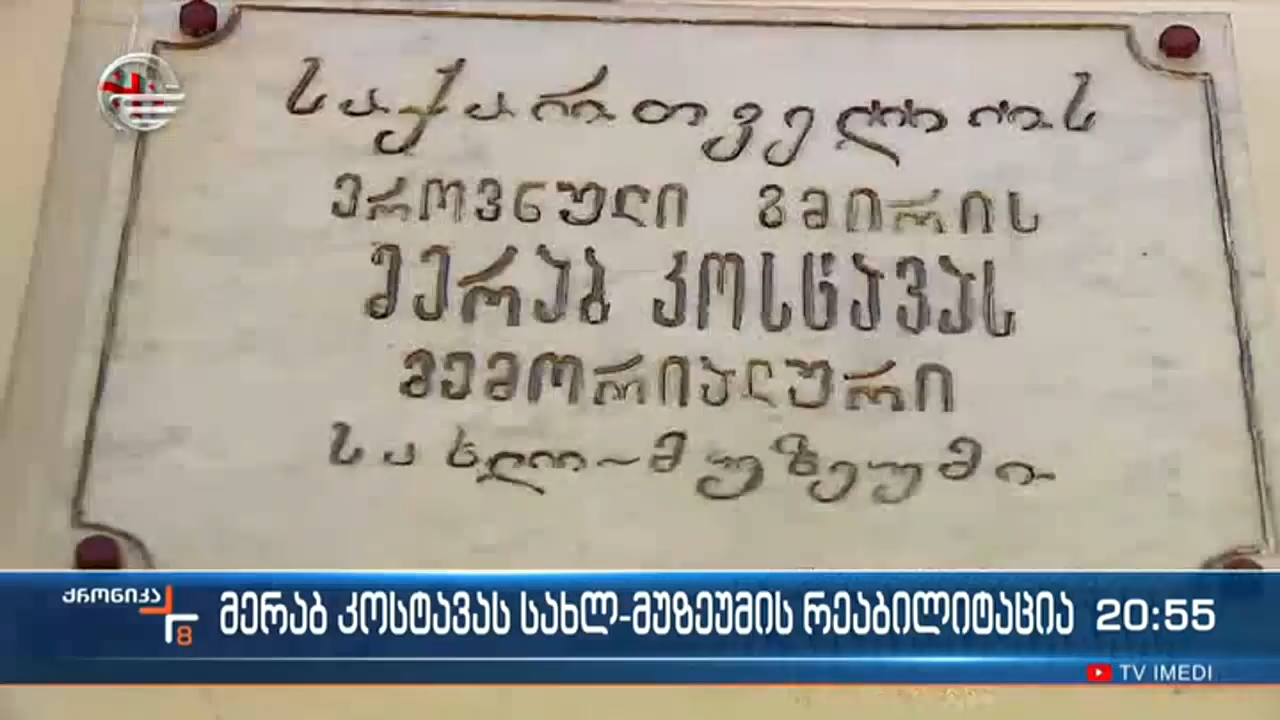 საქართველოს
ეროვნული გმირის
მერაბ კოსტავას
მემორიალური
სახლ-მუზეუმი
ქრონიკა
8
მერაბ კოსტავას სახლ-მუზეუმის რეაბილიტაცია
20:55
TV IMEDI